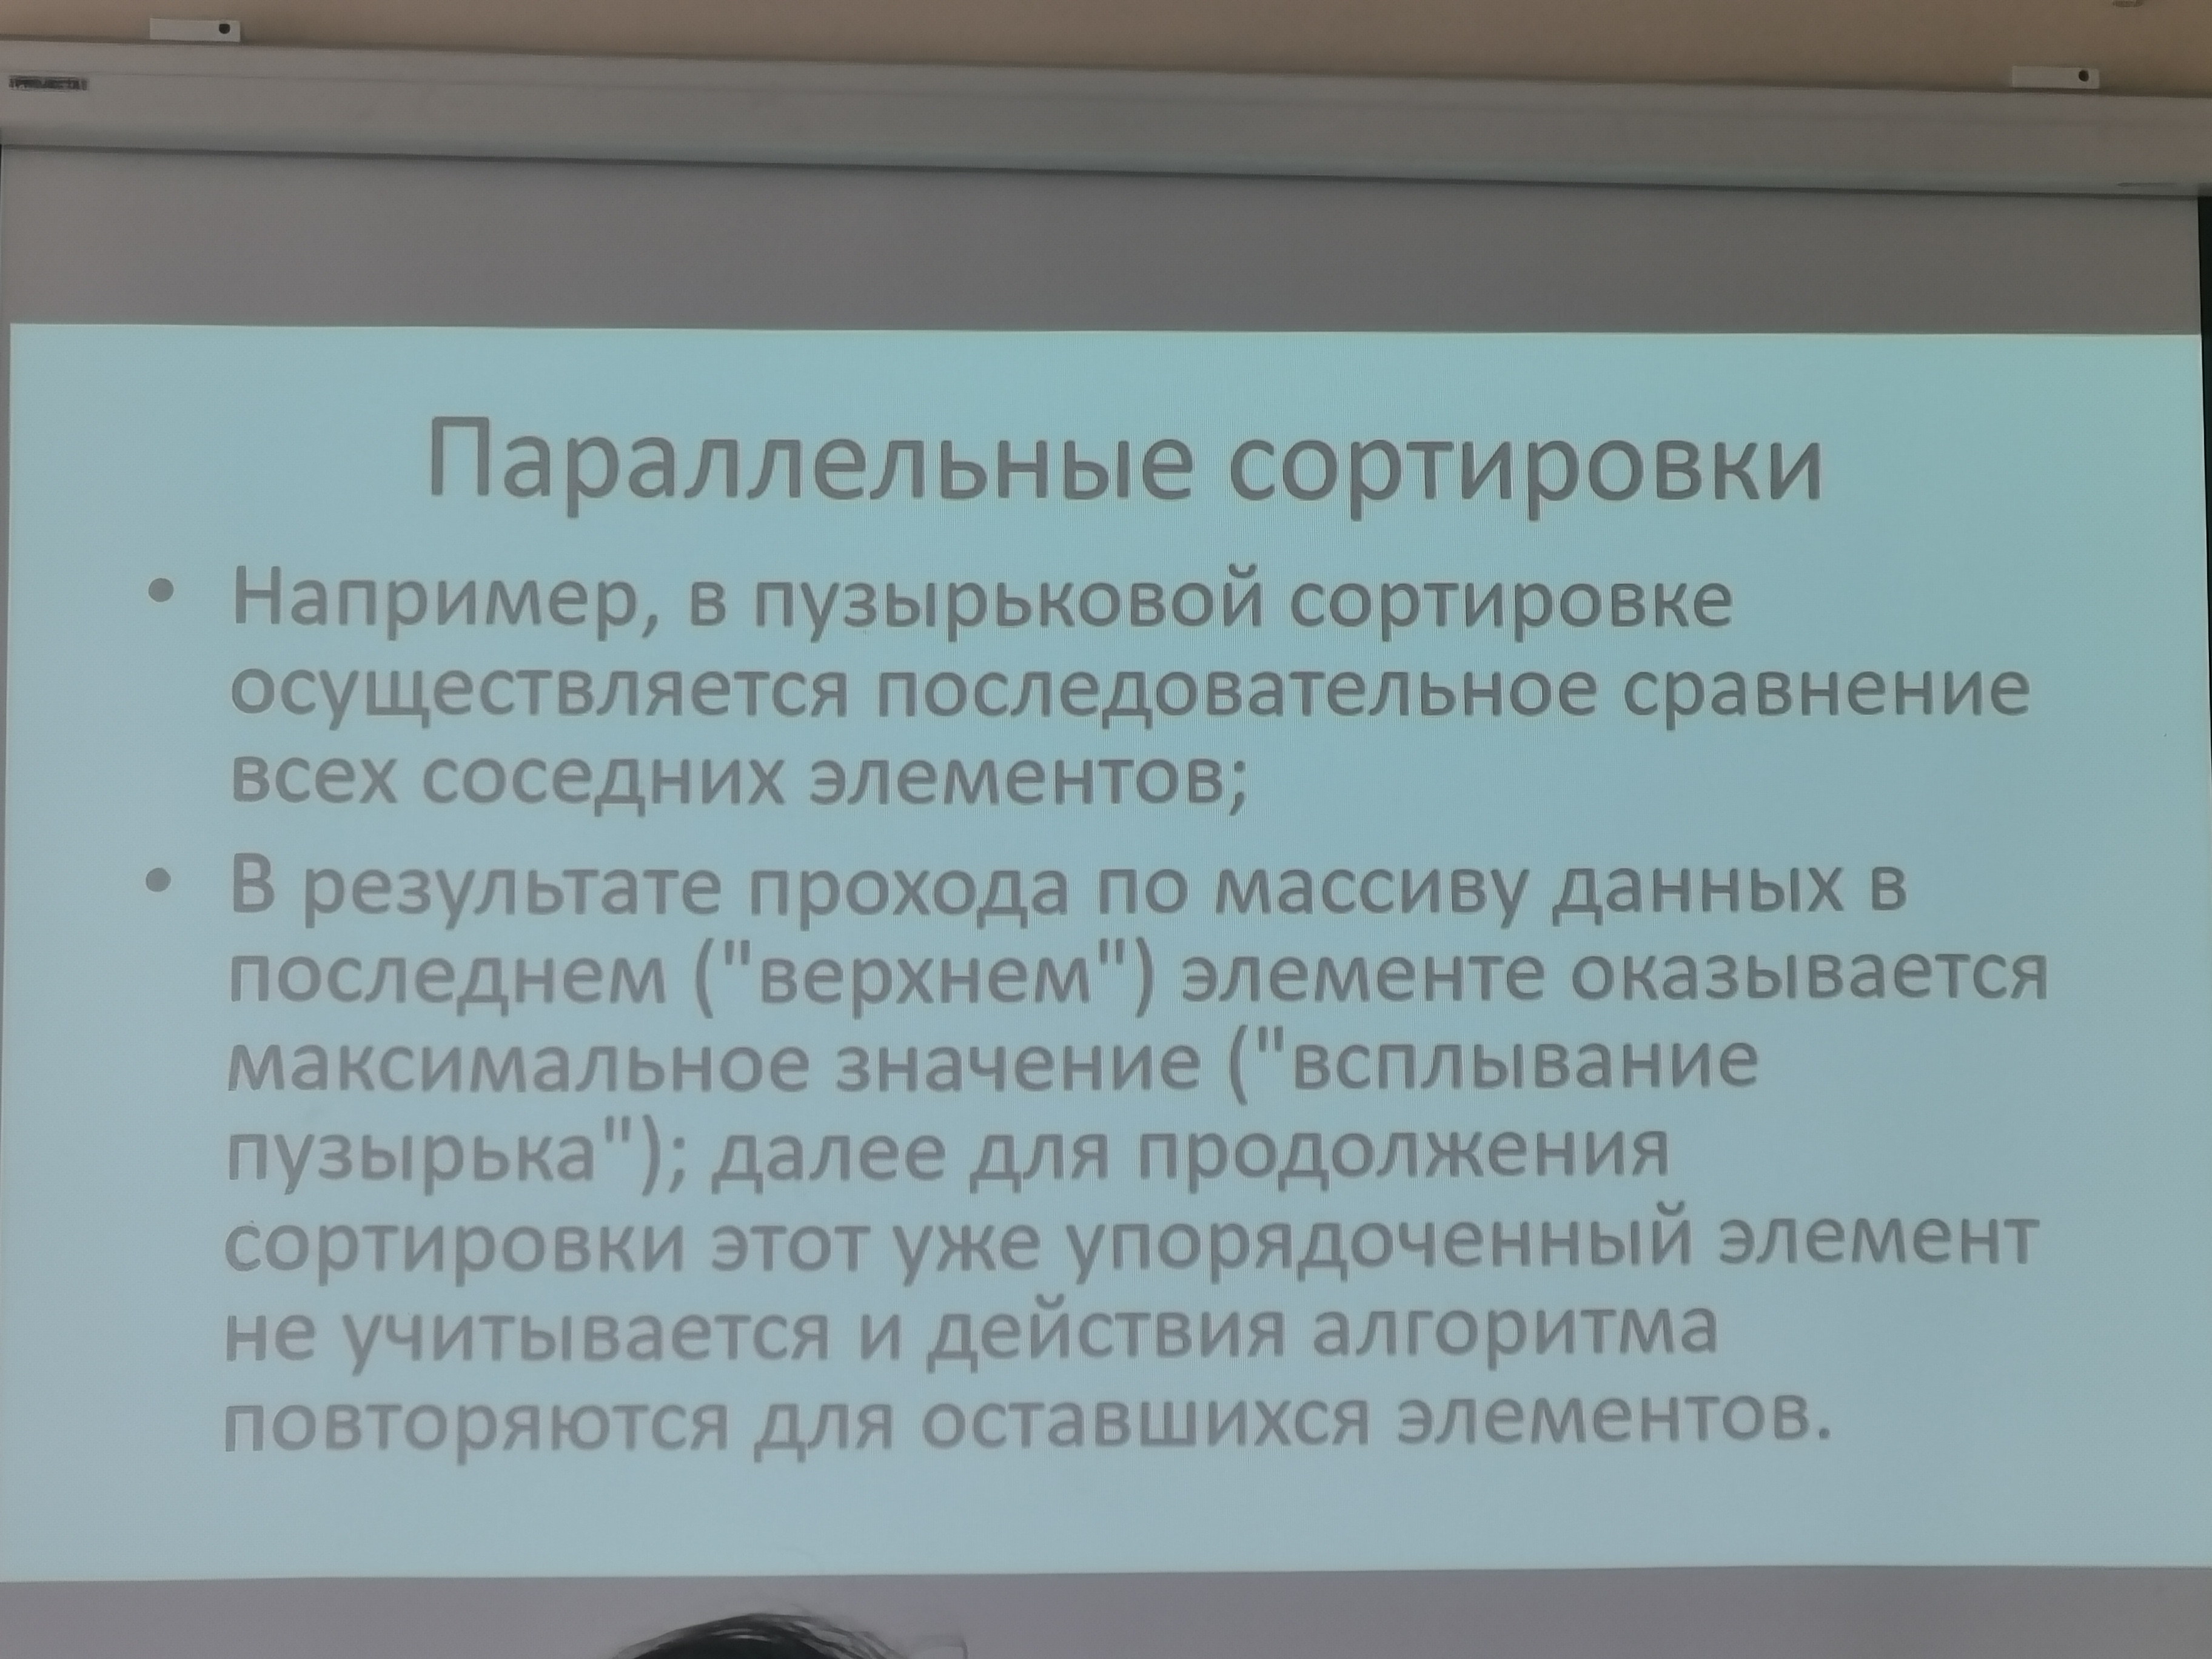 Параллельные сортировки
• Например, в пузырьковой сортировке
осуществляется последовательное сравнение
всех соседних элементов;
• В результате прохода по массиву данных в
последнем ("верхнем") элементе оказывается
максимальное значение ("всплывание
пузырька"); далее для продолжения
сортировки этот уже упорядоченный элемент
не учитывается и действия алгоритма
повторяются для оставшихся элементов.